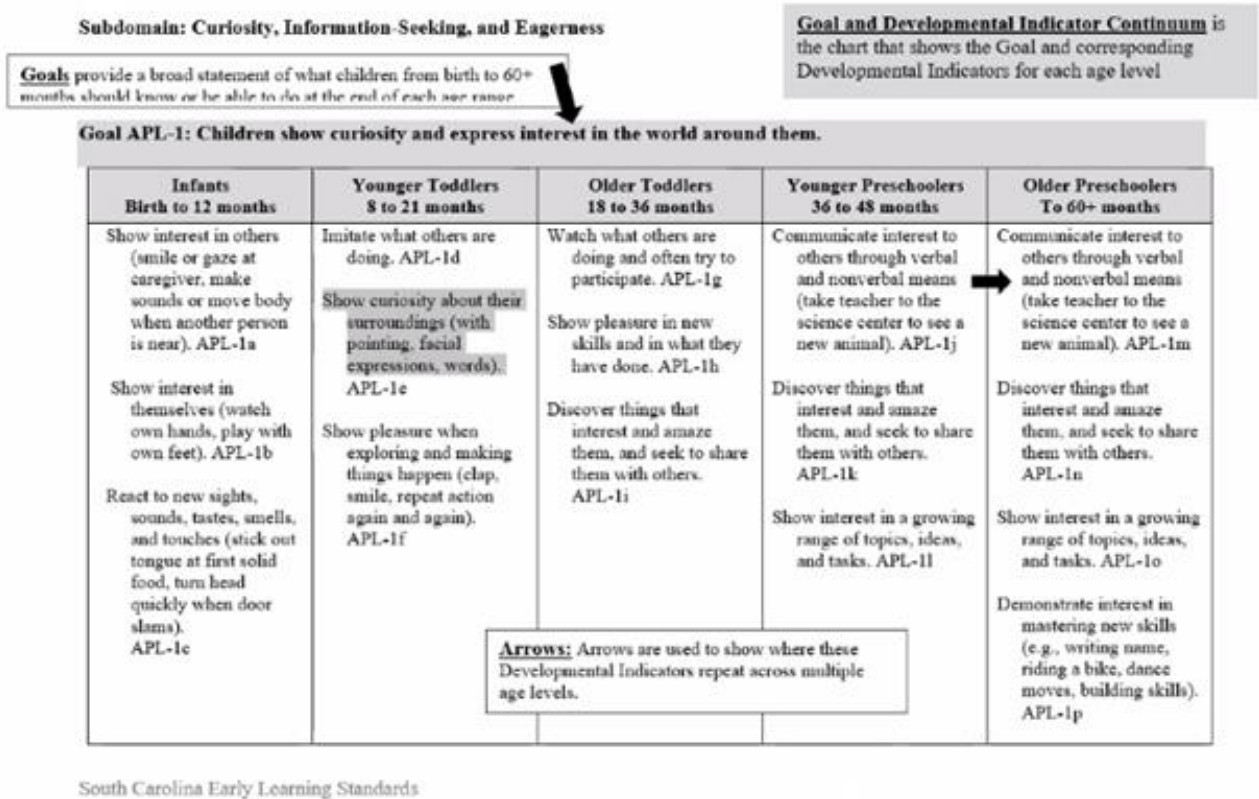 Subdomain: Curiosity, Information-Seeking, and Eagerness
Goal and Developmental Indicator Continuum is
the chart that shows the Goal and corresponding
Developmental Indicators for each age level
Goals provide a broad statement of what children from birth to 60+
months should know or be able to do at the end of each age range
Goal APL-1: Children show curiosity and express interest in the world around them.
Infants
Birth to 12 months
Show interest in others
(smile or gaze at
caregiver, make
sounds or move body
when another person
is near). APL-1a
Show interest in
themselves (watch
own hands, play with
own feet). APL-1b
React to new sights,
sounds, tastes, smells,
and touches (stick out
tongue at first solid
food, turn head
quickly when door
slams).
APL-1c
Younger Toddlers
8 to 21 months
Imitate what others are
doing. APL-1d
Show curiosity about their
surroundings (with
pointing, facial
expressions, words).
APL-1e
Show pleasure when
exploring and making
things happen (clap,
smile, repeat action
again and again).
APL-1f
Older Toddlers
18 to 36 months
Watch what others are
doing and often try to
participate. APL-1g
Show pleasure in new
skills and in what they
have done. APL-1h
Discover things that
interest and amaze
them, and seek to share
them with others.
APL-1i
Younger Preschoolers
36 to 48 months
Communicate interest to
others through verbal
and nonverbal means
(take teacher to the
science center to see a
new animal). APL-1j
Discover things that
interest and amaze
them, and seek to share
them with others.
APL-1k
Show interest in a growing
range of topics, ideas,
and tasks. APL-1l
Older Preschoolers
To 60+ months
Communicate interest to
others through verbal
and nonverbal means
(take teacher to the
science center to see a
new animal). APL-1m
Discover things that
interest and amaze
them, and seek to share
them with others.
APL-1n
Show interest in a growing
range of topics, ideas,
and tasks. APL-1o
Demonstrate interest in
mastering new skills
(e.g., writing name,
riding a bike, dance
moves, building skills).
APL-1p
Arrows: Arrows are used to show where these
Developmental Indicators repeat across multiple
age levels.
South Carolina Early Learning Standards